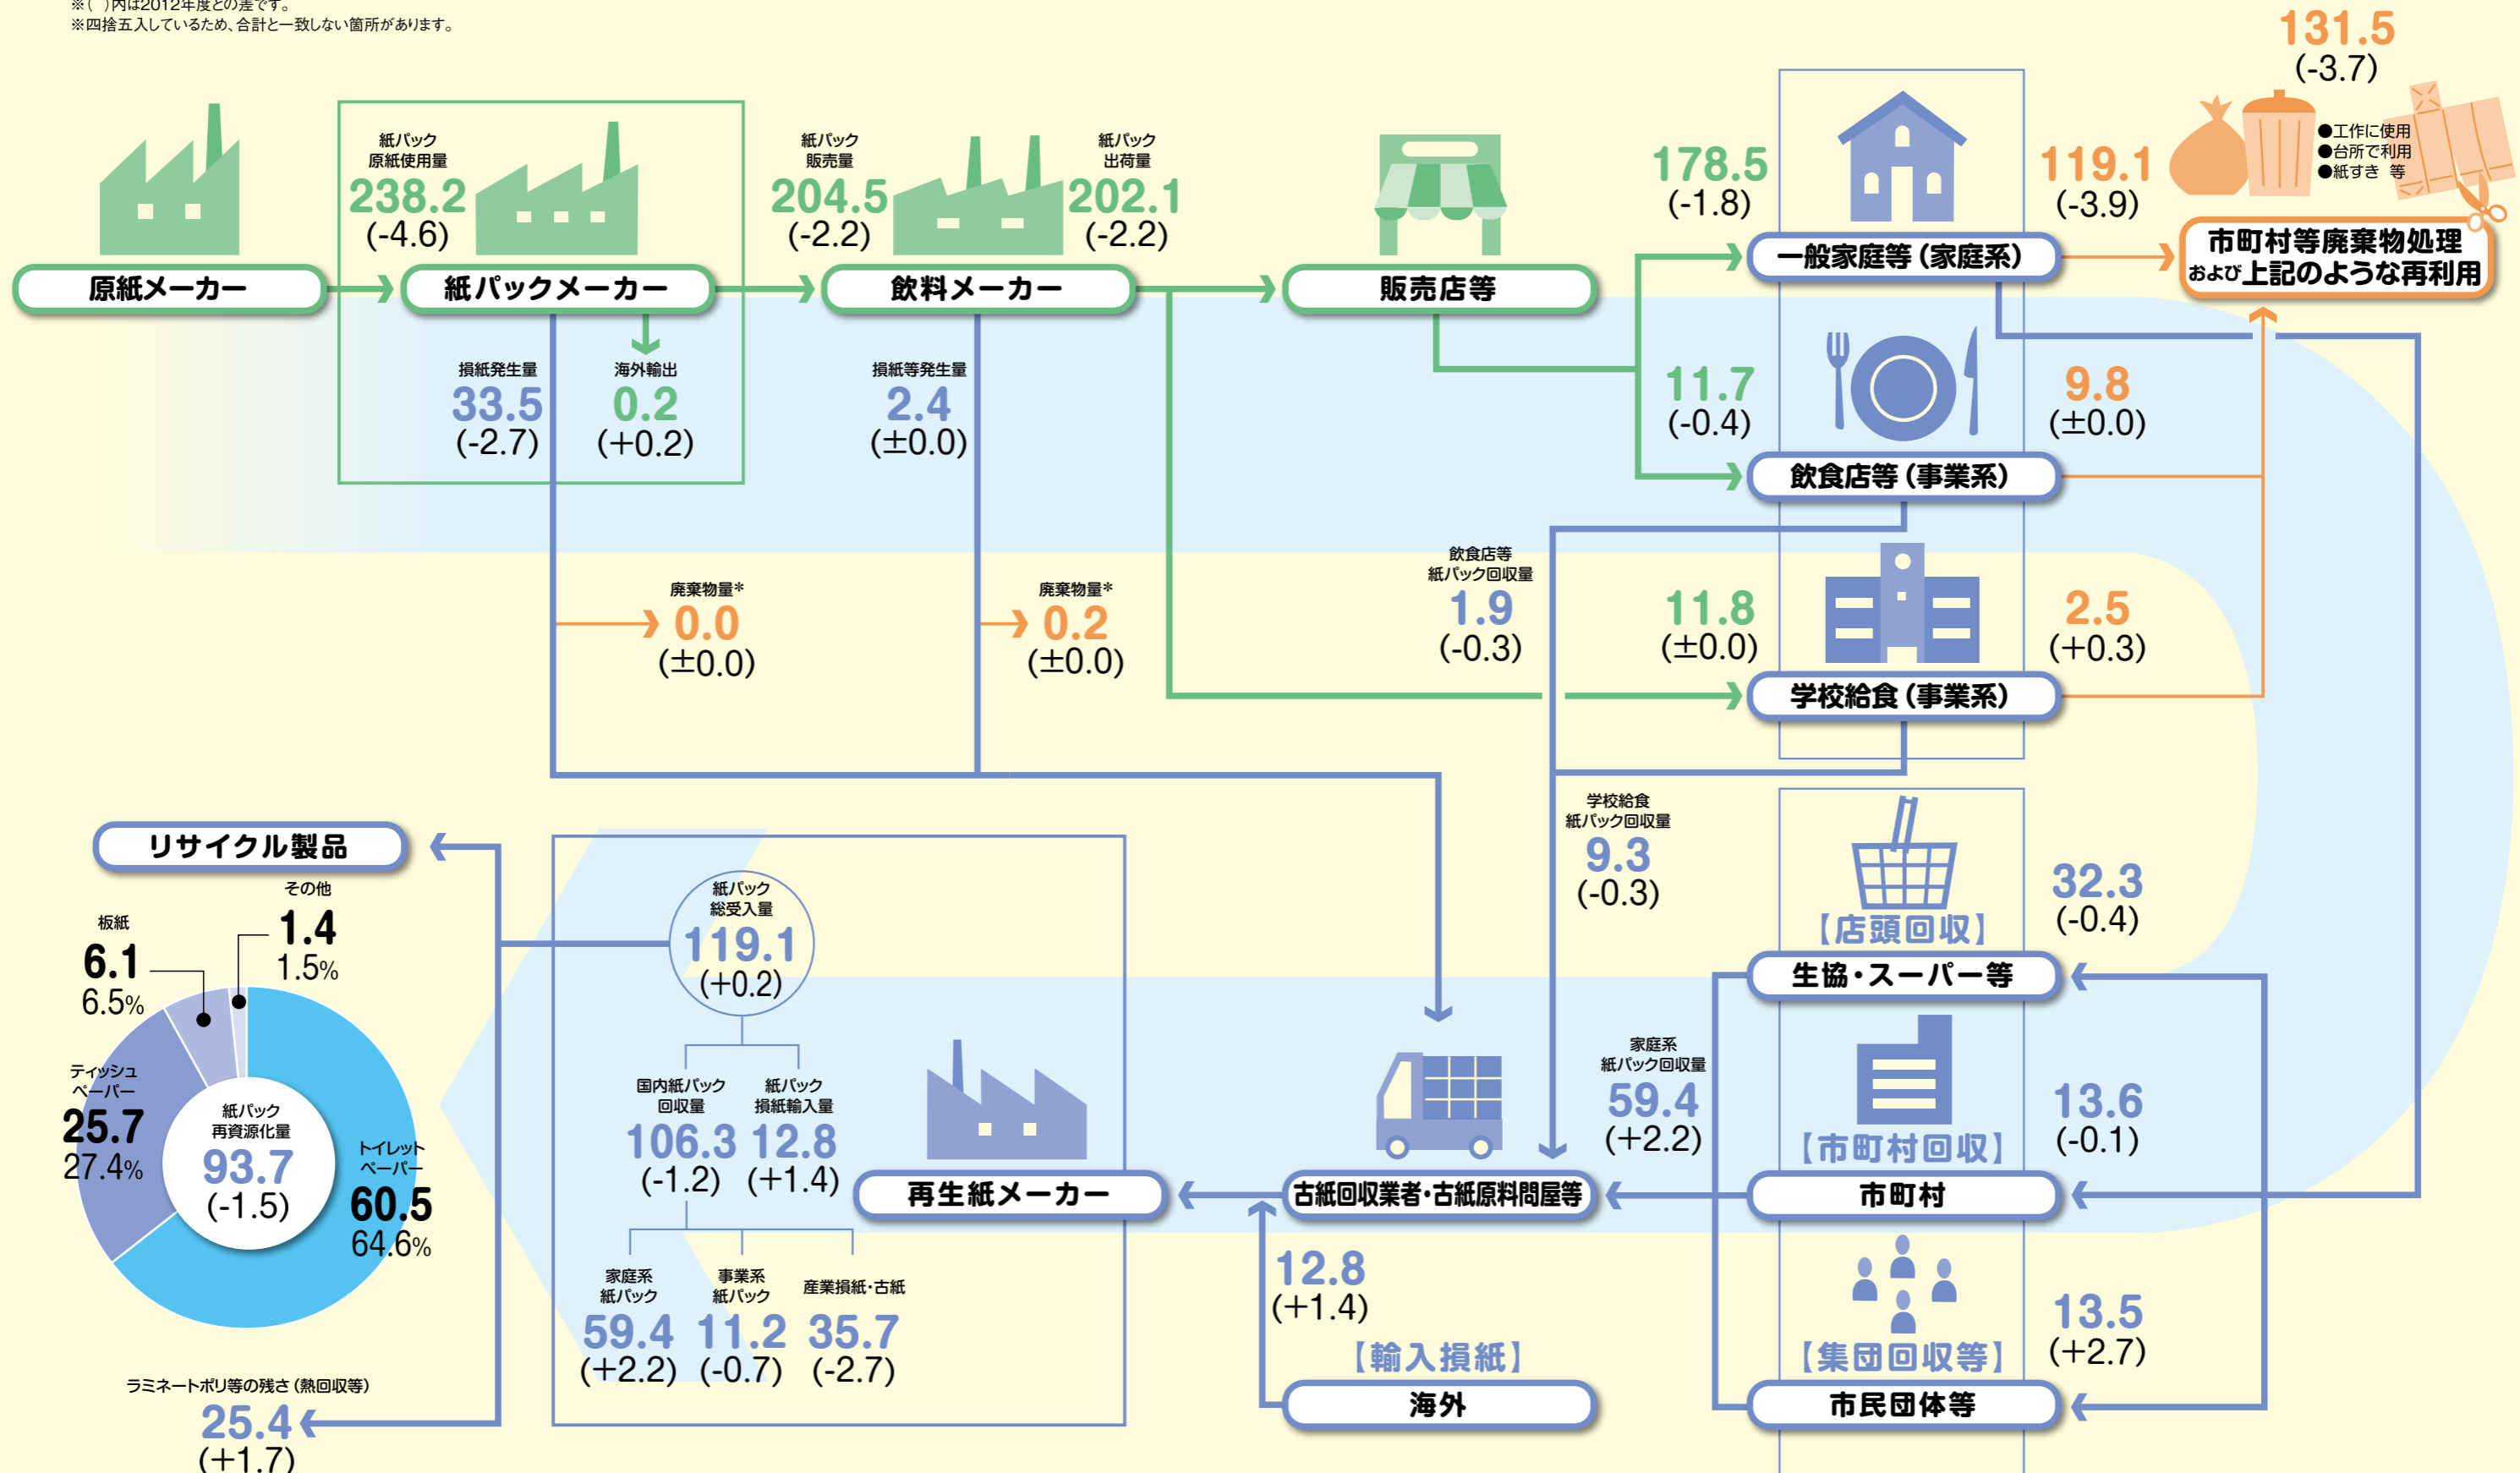 ※( )内は2012年度との差です。
※四捨五入しているため、合計と一致しない箇所があります。
131.5
(-3.7)
●工作に使用
●台所で利用
●紙すき 等
市町村等廃棄物処理
および上記のような再利用
原紙メーカー
紙パック
原紙使用量
238.2
(-4.6)
紙パックメーカー
損紙発生量
33.5
(-2.7)
海外輸出
0.2
(+0.2)
紙パック
販売量
204.5
(-2.2)
飲料メーカー
紙パック
出荷量
202.1
(-2.2)
損紙等発生量
2.4
(±0.0)
廃棄物量*
0.0
(±0.0)
廃棄物量*
0.2
(±0.0)
販売店等
178.5
(-1.8)
一般家庭等(家庭系)
119.1
(-3.9)
11.7
(-0.4)
飲食店等(事業系)
9.8
(±0.0)
飲食店等
紙パック回収量
1.9
(-0.3)
11.8
(±0.0)
学校給食(事業系)
2.5
(+0.3)
学校給食
紙パック回収量
9.3
(-0.3)
【店頭回収】
生協・スーパー等
32.3
(-0.4)
【市町村回収】
市町村
13.6
(-0.1)
【集団回収等】
市民団体等
13.5
(+2.7)
家庭系
紙パック回収量
59.4
(+2.2)
古紙回収業者・古紙原料問屋等
12.8
(+1.4)
【輸入損紙】
海外
再生紙メーカー
紙パック
総受入量
119.1
(+0.2)
国内紙パック
回収量
106.3
(-1.2)
紙パック
損紙輸入量
12.8
(+1.4)
家庭系
紙パック
59.4
(+2.2)
事業系
紙パック
11.2
(-0.7)
産業損紙・古紙
35.7
(-2.7)
リサイクル製品
その他
1.4
1.5%
板紙
6.1
6.5%
ティッシュ
ペーパー
25.7
27.4%
紙パック
再資源化量
93.7
(-1.5)
トイレット
ペーパー
60.5
64.6%
ラミネートポリ等の残さ(熱回収等)
25.4
(+1.7)